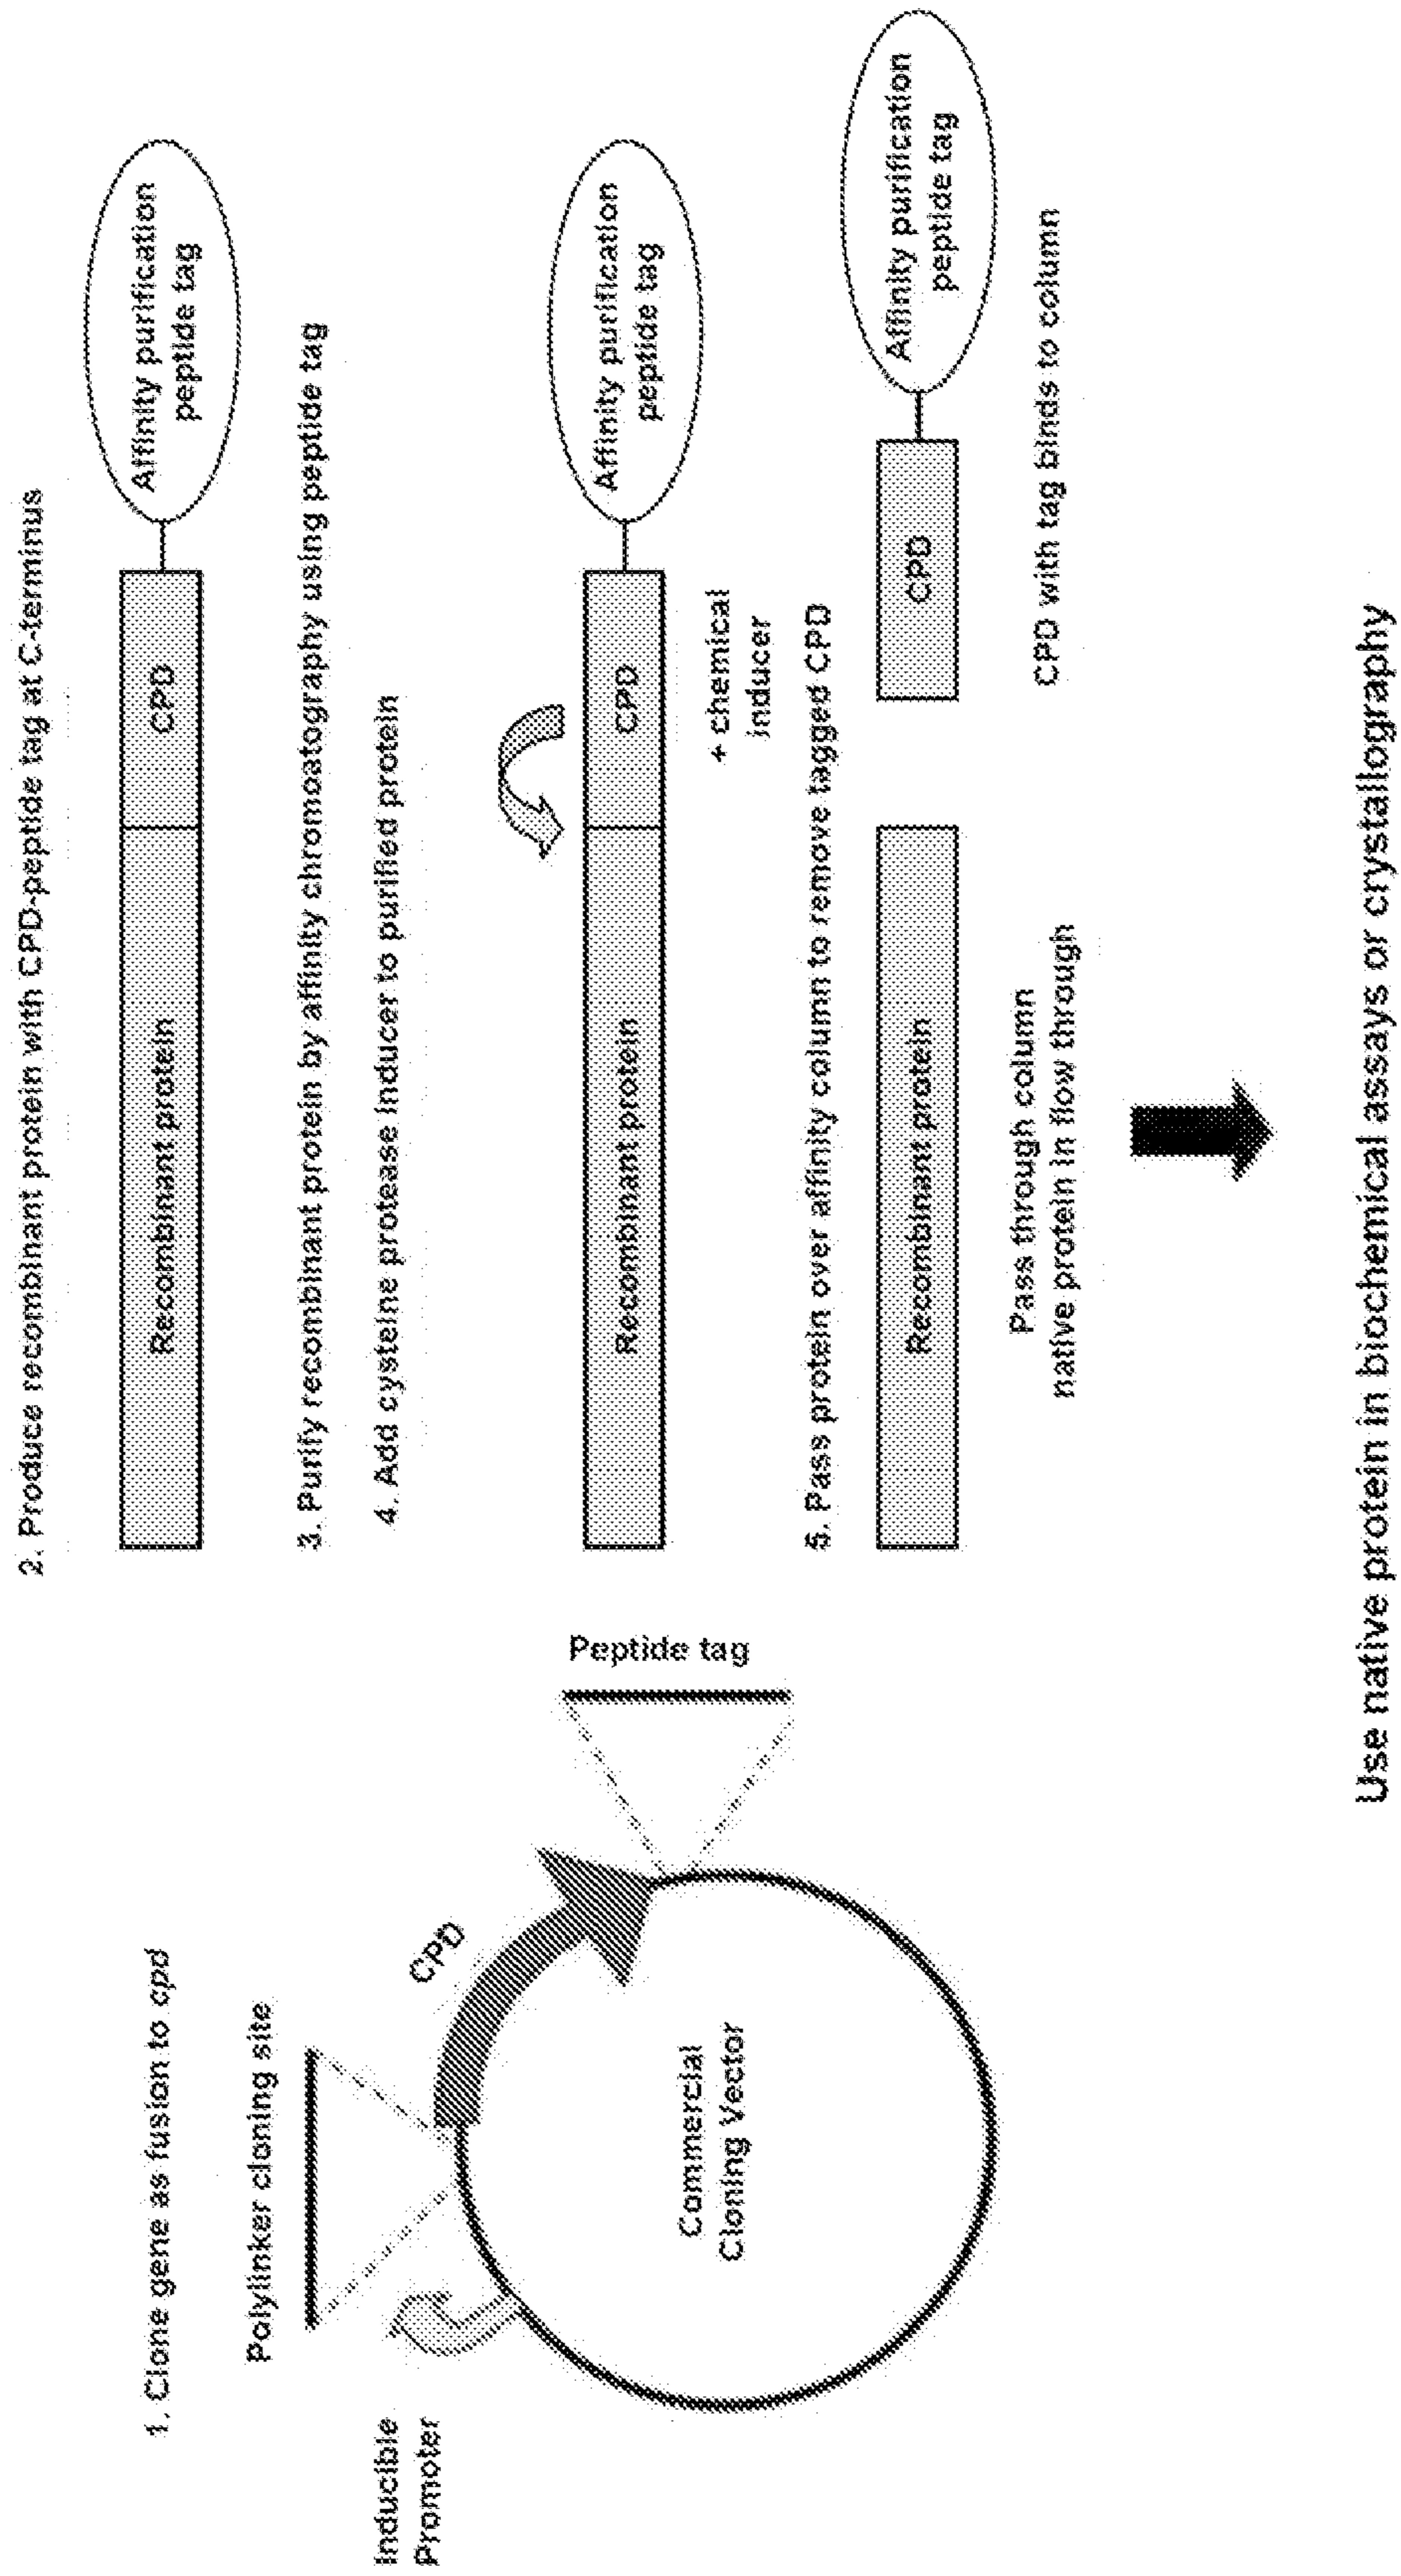 1. Clone gene as fusion to cpd
Polylinker cloning site
Inducible
Promoter
CPD
Peptide tag
Commercial
Cloning Vector
2. Produce recombinant protein with CPD-peptide tag at C-terminus
Recombinant protein
CPD
Affinity purification
peptide tag
3. Purify recombinant protein by affinity chromoatography using peptide tag
4. Add cysteine protease inducer to purified protein
Recombinant protein
CPD
Affinity purification
peptide tag
+ chemical
inducer
5. Pass protein over affinity column to remove tagged CPD
Recombinant protein
CPD
Affinity purification
peptide tag
Pass through column
native protein in flow through
CPD with tag binds to column
Use native protein in biochemical assays or crystallography